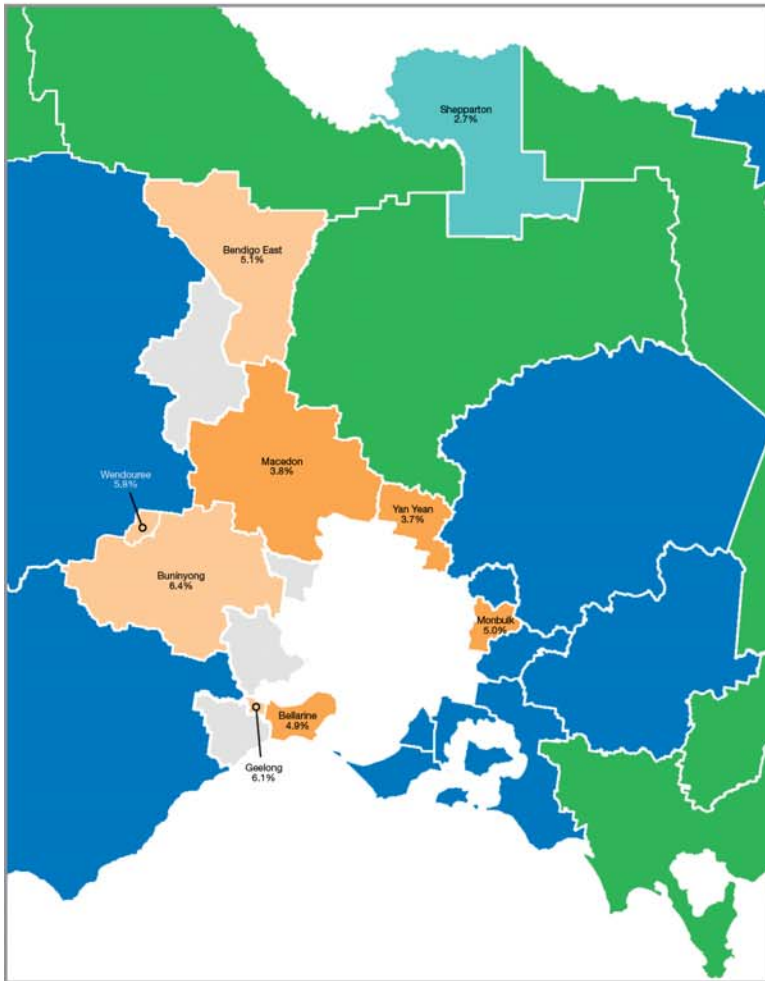 Shepparton
2.7%
Bendigo East
5.1%
Macedon
3.8%
Wendouree
5.8%
Yan Yean
3.7%
Buninyong
6.4%
Monbulk
5.0%
Bellarine
4.9%
Geelong
6.1%